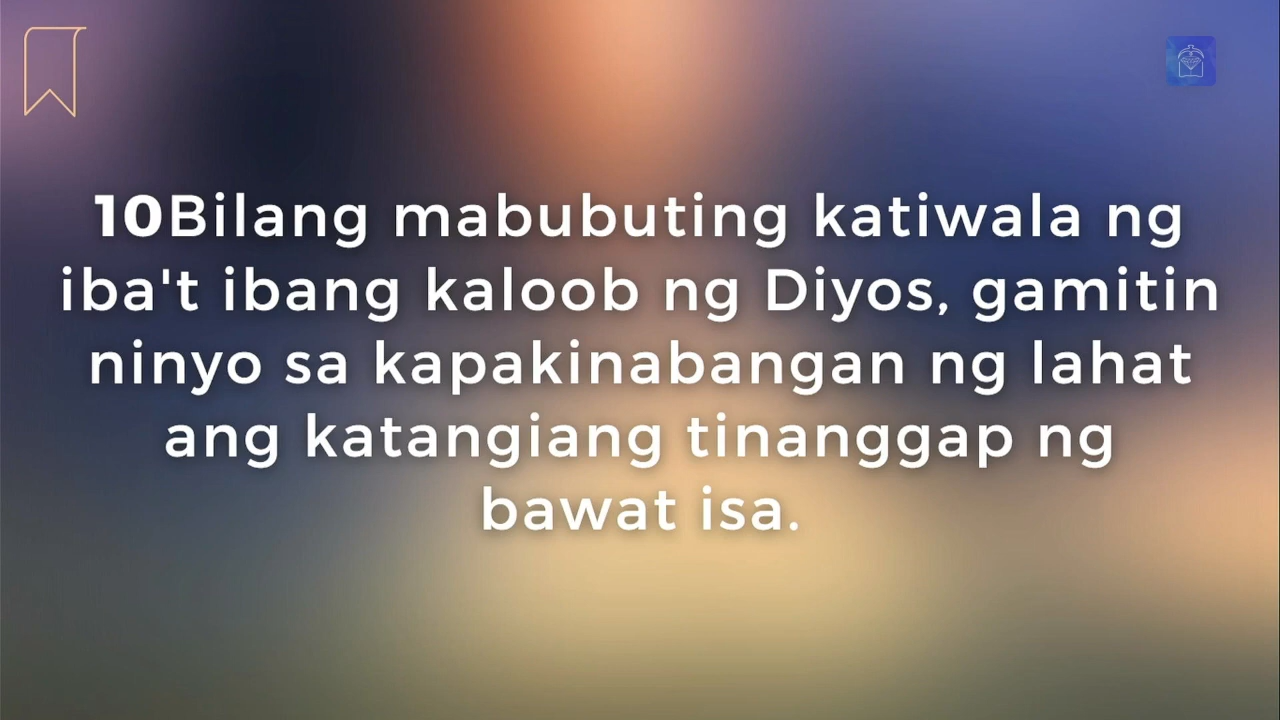 10Bilang mabubuting katiwala ng
iba't ibang kaloob ng Diyos, gamitin
ninyo sa kapakinabangan ng lahat
ang katangiang tinanggap ng
bawat isa.